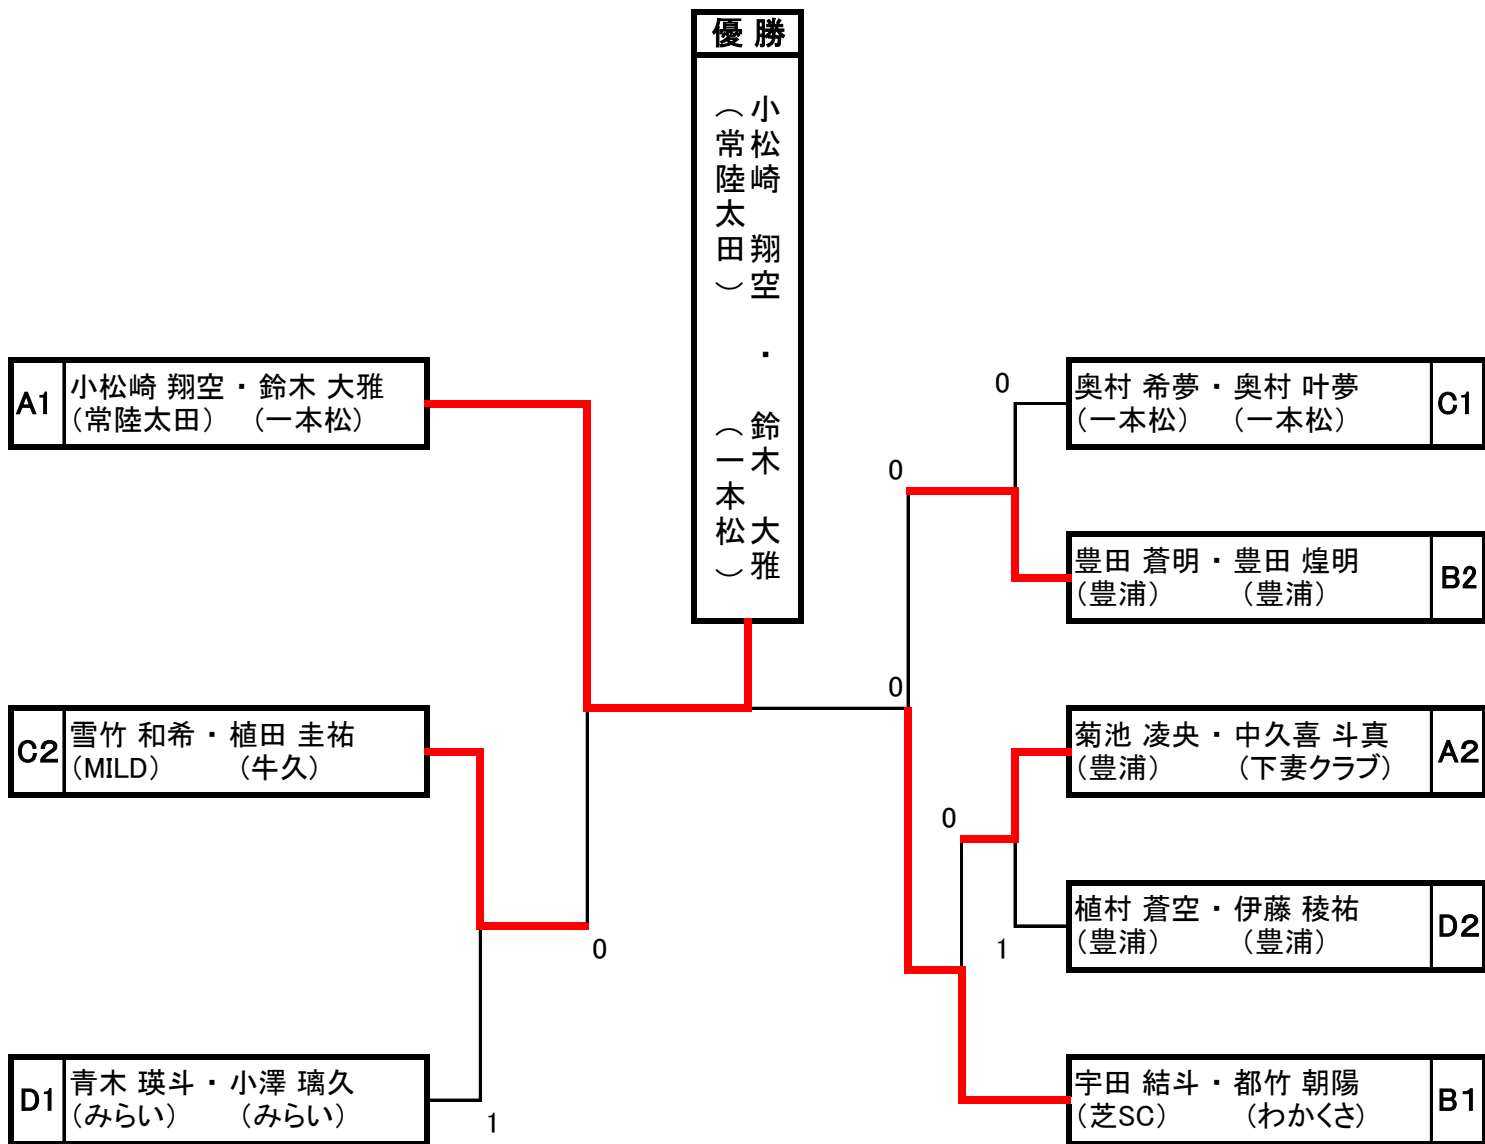 優 勝
小松崎 翔空 ・ 鈴木 大雅
（常陸太田） （一本松）
A1
小松崎 翔空 ・ 鈴木 大雅
（常陸太田） （一本松）
C2
雪竹 和希 ・ 植田 圭祐
（MILD） （牛久）
D1
青木 瑛斗 ・ 小澤 璃久
（みらい） （みらい）
0
1
0
0
0
0
1
奥村 希夢 ・ 奥村 叶夢
（一本松） （一本松）
C1
豊田 蒼明 ・ 豊田 煌明
（豊浦） （豊浦）
B2
菊池 凌央 ・ 中久喜 斗真
（豊浦） （下妻クラブ）
A2
植村 蒼空 ・ 伊藤 稜祐
（豊浦） （豊浦）
D2
宇田 結斗 ・ 都竹 朝陽
（芝SC） （わかくさ）
B1